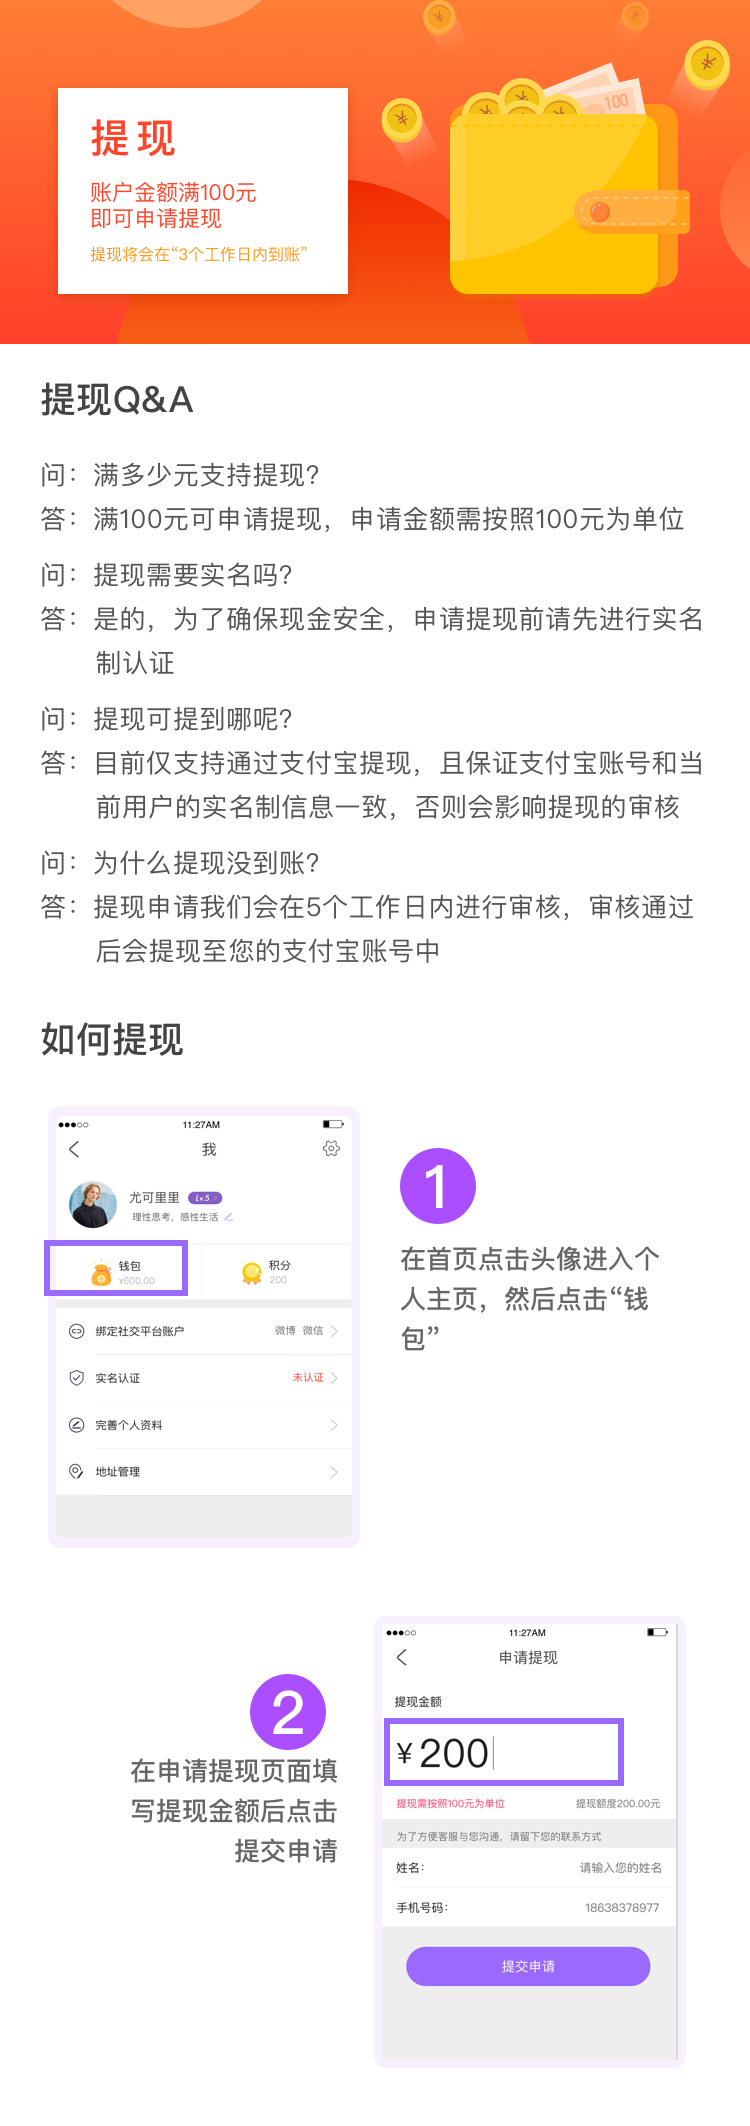 100
提现
账户金额满100元
即可申请提现
提现将会在“3个工作日内到账”
提现Q&A
问：满多少元支持提现？
答：满100元可申请提现，申请金额需按照100元为单位
问：提现需要实名吗？
答：是的，为了确保现金安全，申请提现前请先进行实名
制认证
问：提现可提到哪呢？
答：目前仅支持通过支付宝提现，且保证支付宝账号和当
前用户的实名制信息一致，否则会影响提现的审核
问：为什么提现没到账？
答：提现申请我们会在5个工作日内进行审核，审核通过
后会提现至您的支付宝账号中
如何提现
11:27AM
我
尤可里里 Lv.5
理性思考，感性生活
钱包
¥600.00
积分
200
绑定社交平台账户 微博 微信
实名认证 未认证
完善个人资料
地址管理
1
在首页点击头像进入个
人主页，然后点击“钱
包”
2
在申请提现页面填
写提现金额后点击
提交申请
11:27AM
申请提现
提现金额
¥ 200
提现需按照100元为单位 提现额度200.00元
为了方便客服与您沟通，请留下您的联系方式
姓名： 请输入您的姓名
手机号码： 18638378977
提交申请